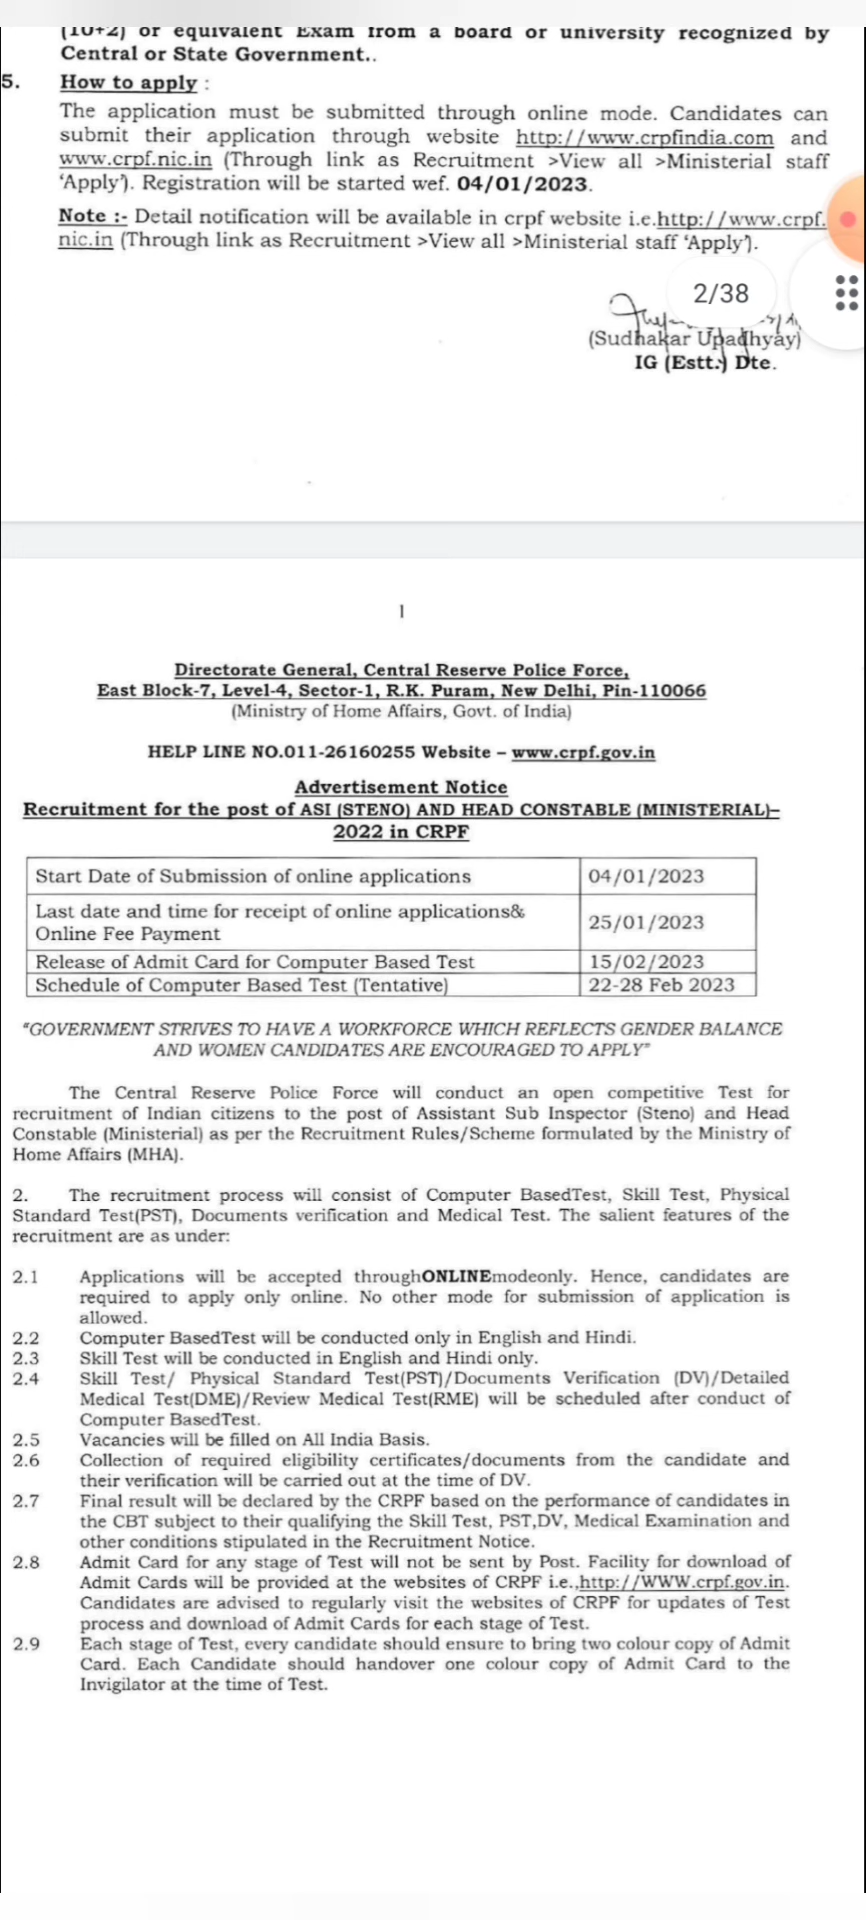 (10+2) or equivalent Exam from a board or university recognized by
Central or State Government..
5. How to apply :
The application must be submitted through online mode. Candidates can
submit their application through website http://www.crpfindia.com and
www.crpf.nic.in (Through link as Recruitment >View all >Ministerial staff
‘Apply’). Registration will be started wef. 04/01/2023.
Note :- Detail notification will be available in crpf website i.e.http://www.crpf.
nic.in (Through link as Recruitment >View all >Ministerial staff ‘Apply’).
2/38
(Sudhakar Upadhyay)
IG (Estt.) Dte.
1
Directorate General, Central Reserve Police Force,
East Block-7, Level-4, Sector-1, R.K. Puram, New Delhi, Pin-110066
(Ministry of Home Affairs, Govt. of India)
HELP LINE NO.011-26160255 Website – www.crpf.gov.in
Advertisement Notice
Recruitment for the post of ASI (STENO) AND HEAD CONSTABLE (MINISTERIAL)–
2022 in CRPF
Start Date of Submission of online applications 04/01/2023
Last date and time for receipt of online applications&
Online Fee Payment 25/01/2023
Release of Admit Card for Computer Based Test 15/02/2023
Schedule of Computer Based Test (Tentative) 22-28 Feb 2023
"GOVERNMENT STRIVES TO HAVE A WORKFORCE WHICH REFLECTS GENDER BALANCE
AND WOMEN CANDIDATES ARE ENCOURAGED TO APPLY"
The Central Reserve Police Force will conduct an open competitive Test for
recruitment of Indian citizens to the post of Assistant Sub Inspector (Steno) and Head
Constable (Ministerial) as per the Recruitment Rules/Scheme formulated by the Ministry of
Home Affairs (MHA).
2. The recruitment process will consist of Computer BasedTest, Skill Test, Physical
Standard Test(PST), Documents verification and Medical Test. The salient features of the
recruitment are as under:
2.1 Applications will be accepted throughONLINEmodeonly. Hence, candidates are
required to apply only online. No other mode for submission of application is
allowed.
2.2 Computer BasedTest will be conducted only in English and Hindi.
2.3 Skill Test will be conducted in English and Hindi only.
2.4 Skill Test/ Physical Standard Test(PST)/Documents Verification (DV)/Detailed
Medical Test(DME)/Review Medical Test(RME) will be scheduled after conduct of
Computer BasedTest.
2.5 Vacancies will be filled on All India Basis.
2.6 Collection of required eligibility certificates/documents from the candidate and
their verification will be carried out at the time of DV.
2.7 Final result will be declared by the CRPF based on the performance of candidates in
the CBT subject to their qualifying the Skill Test, PST,DV, Medical Examination and
other conditions stipulated in the Recruitment Notice.
2.8 Admit Card for any stage of Test will not be sent by Post. Facility for download of
Admit Cards will be provided at the websites of CRPF i.e.,http://WWW.crpf.gov.in.
Candidates are advised to regularly visit the websites of CRPF for updates of Test
process and download of Admit Cards for each stage of Test.
2.9 Each stage of Test, every candidate should ensure to bring two colour copy of Admit
Card. Each Candidate should handover one colour copy of Admit Card to the
Invigilator at the time of Test.